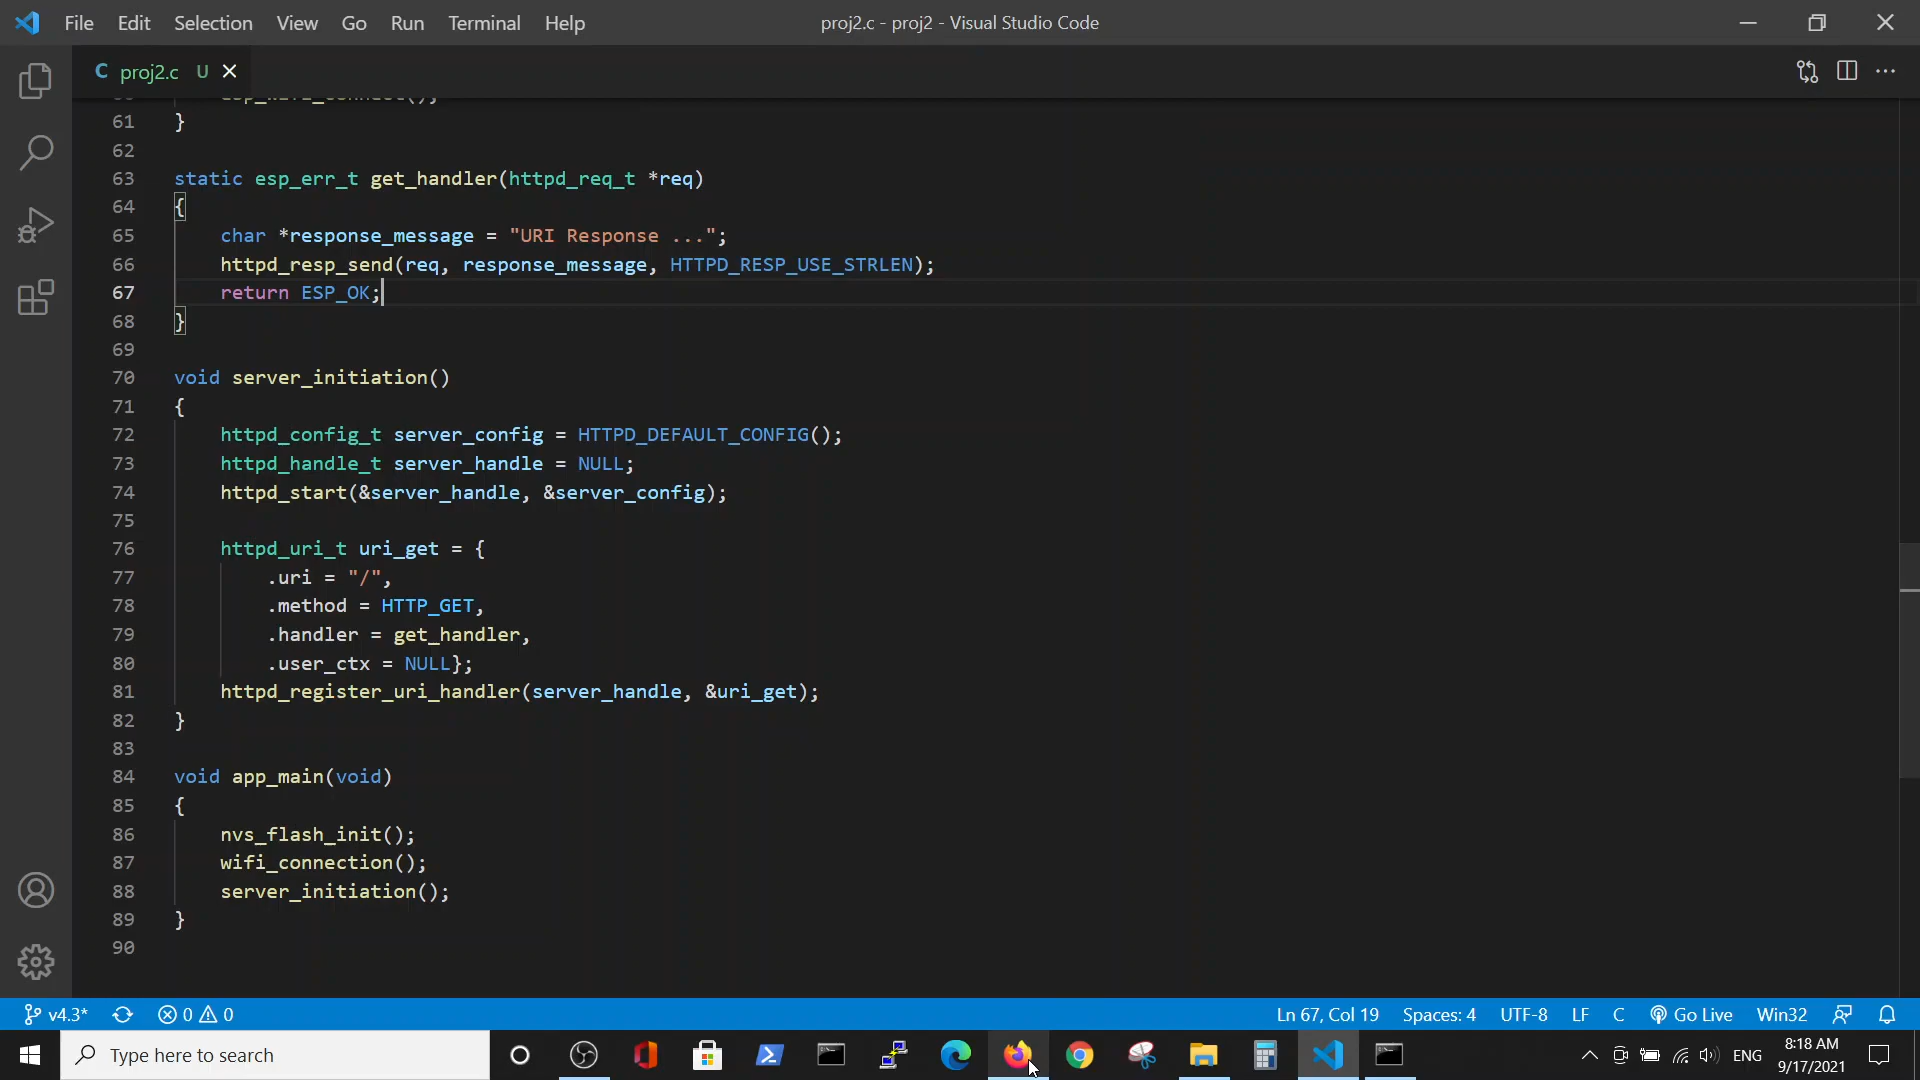 File Edit Selection View Go Run Terminal Help proj2.c - proj2 - Visual Studio Code
C proj2.c U
61 }
62
63 static esp_err_t get_handler(httpd_req_t *req)
64 {
65 char *response_message = "URI Response ...";
66 httpd_resp_send(req, response_message, HTTPD_RESP_USE_STRLEN);
67 return ESP_OK;
68 }
69
70 void server_initiation()
71 {
72 httpd_config_t server_config = HTTPD_DEFAULT_CONFIG();
73 httpd_handle_t server_handle = NULL;
74 httpd_start(&server_handle, &server_config);
75
76 httpd_uri_t uri_get = {
77 .uri = "/",
78 .method = HTTP_GET,
79 .handler = get_handler,
80 .user_ctx = NULL};
81 httpd_register_uri_handler(server_handle, &uri_get);
82 }
83
84 void app_main(void)
85 {
86 nvs_flash_init();
87 wifi_connection();
88 server_initiation();
89 }
90
v4.3* 0 0 Ln 67, Col 19 Spaces: 4 UTF-8 LF C Go Live Win32
Type here to search ENG 8:18 AM
9/17/2021